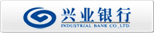 兴业银行
INDUSTRIAL BANK CO.,LTD.